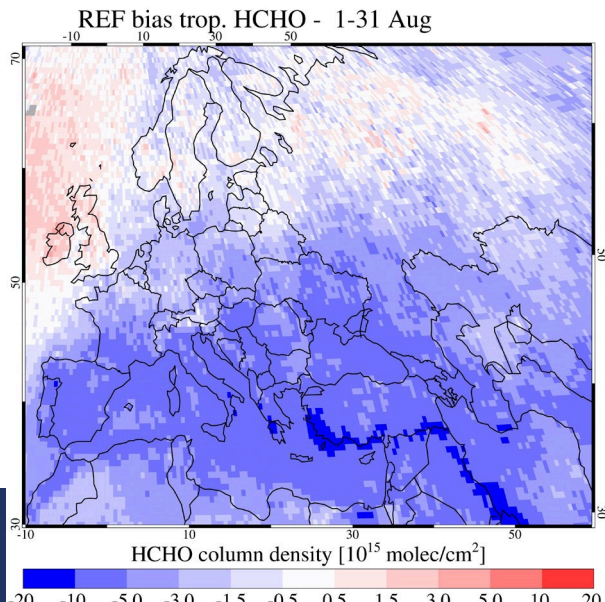 REF bias trop. HCHO - 1-31 Aug
-10 10 30 50
70
50 50
30 30
-10 10 30 50
HCHO column density [10¹⁵ molec/cm²]
-20 -10 -5.0 -3.0 -1.5 -0.5 0.5 1.5 3.0 5.0 10 20